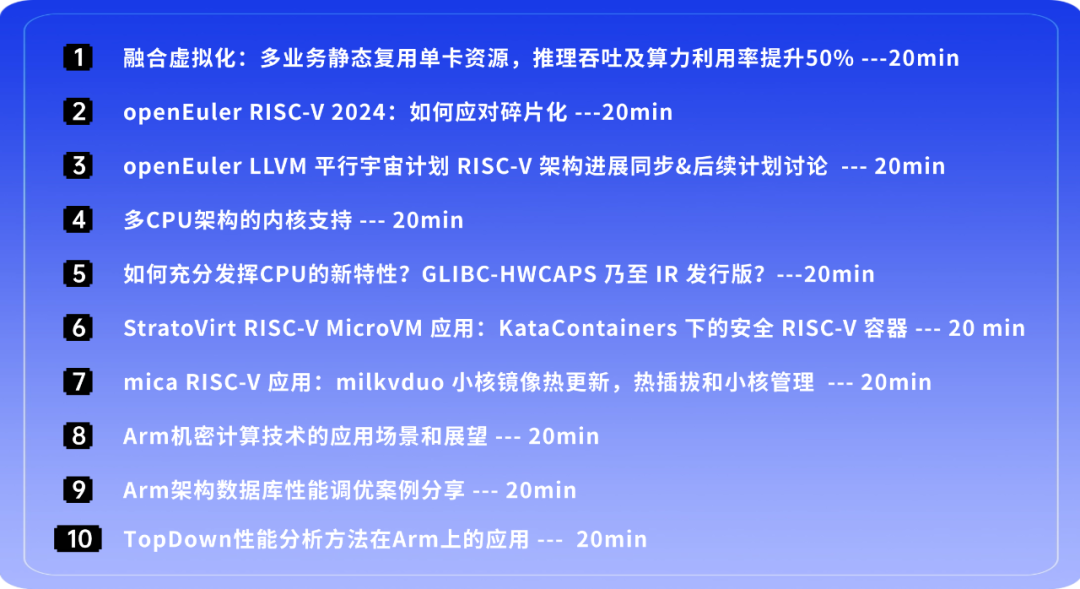 1 融合虚拟化：多业务静态复用单卡资源，推理吞吐及算力利用率提升50% ---20min
2 openEuler RISC-V 2024：如何应对碎片化 ---20min
3 openEuler LLVM 平行宇宙计划 RISC-V 架构进展同步&后续计划讨论 --- 20min
4 多CPU架构的内核支持 --- 20min
5 如何充分发挥CPU的新特性？GLIBC-HWCAPS 乃至 IR 发行版？---20min
6 StratoVirt RISC-V MicroVM 应用：KataContainers 下的安全 RISC-V 容器 --- 20 min
7 mica RISC-V 应用：milkvduo 小核镜像热更新，热插拔和小核管理 --- 20min
8 Arm机密计算技术的应用场景和展望 --- 20min
9 Arm架构数据库性能调优案例分享 --- 20min
10 TopDown性能分析方法在Arm上的应用 --- 20min